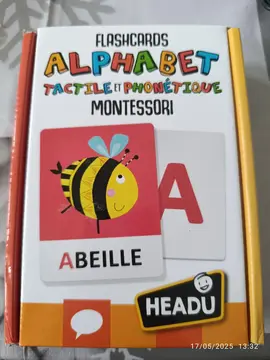 FLASHCARDS
ALPHABET
TACTILE ET PHONÉTIQUE
MONTESSORI
A
ABEILLE
HEADU
17/05/2025 13:32